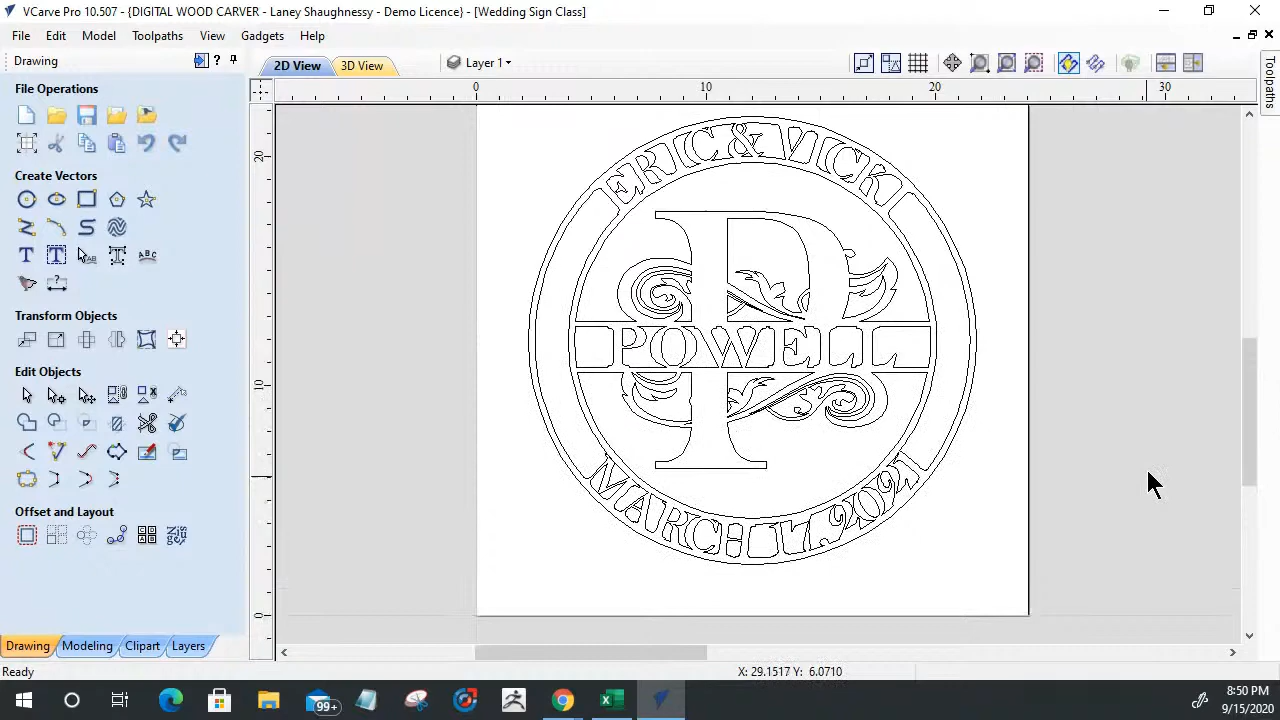 VCarve Pro 10.507 - {DIGITAL WOOD CARVER - Laney Shaughnessy - Demo Licence} - [Wedding Sign Class]
File Edit Model Toolpaths View Gadgets Help
Drawing
2D View 3D View Layer 1
Toolpaths
File Operations
Create Vectors
Transform Objects
Edit Objects
Offset and Layout
0 10 20 30
20
10
0
ERIC & VICKI
P
POWELL
Drawing Modeling Clipart Layers
Ready X: 29.1517 Y: 6.0710
99+
8:50 PM
9/15/2020